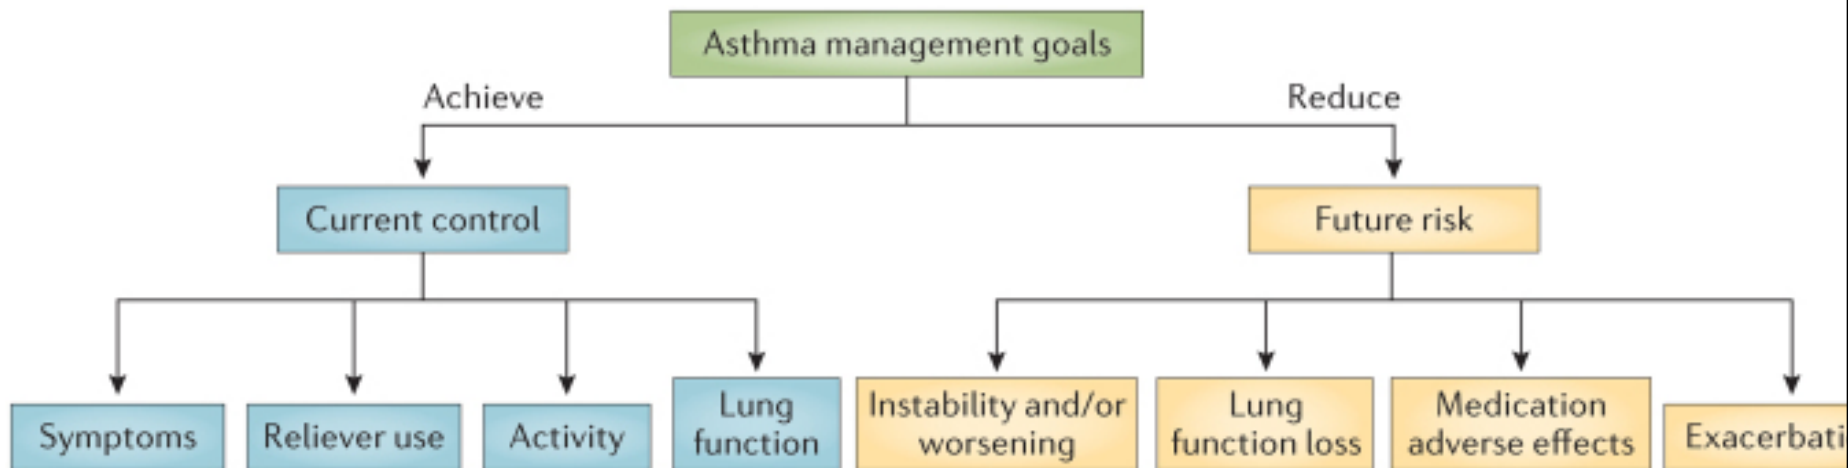 Asthma management goals
Achieve
Reduce
Current control
Future risk
Symptoms
Reliever use
Activity
Lung
function
Instability and/or
worsening
Lung
function loss
Medication
adverse effects
Exacerbati